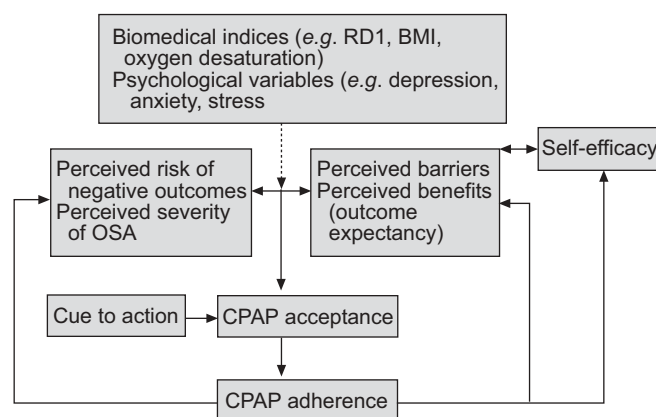 Biomedical indices (e.g. RD1, BMI,
oxygen desaturation)
Psychological variables (e.g. depression,
anxiety, stress
Self-efficacy
Perceived risk of
negative outcomes
Perceived severity
of OSA
Perceived barriers
Perceived benefits
(outcome
expectancy)
Cue to action
CPAP acceptance
CPAP adherence